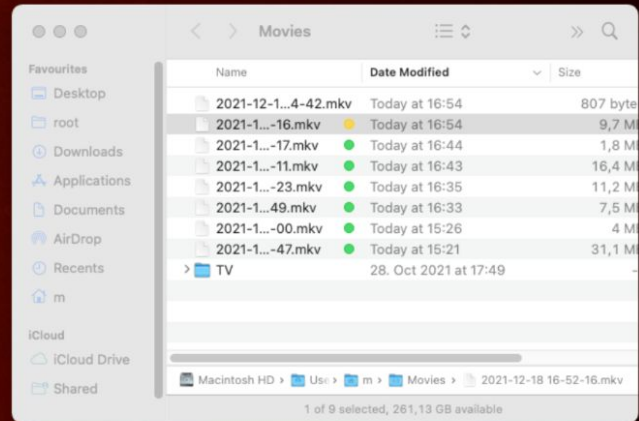 Movies
Favourites
Desktop
root
Downloads
Applications
Documents
AirDrop
Recents
m
iCloud
iCloud Drive
Shared
Name Date Modified Size
2021-12-1...4-42.mkv Today at 16:54 807 byte
2021-1...-16.mkv Today at 16:54 9,7 M
2021-1...-17.mkv Today at 16:44 1,8 M
2021-1...-11.mkv Today at 16:43 16,4 M
2021-1...-23.mkv Today at 16:35 11,2 M
2021-1...49.mkv Today at 16:33 7,5 M
2021-1...-00.mkv Today at 15:26 4 M
2021-1...-47.mkv Today at 15:21 31,1 M
TV 28. Oct 2021 at 17:49
Macintosh HD › Use › m › Movies › 2021-12-18 16-52-16.mkv
1 of 9 selected, 261,13 GB available